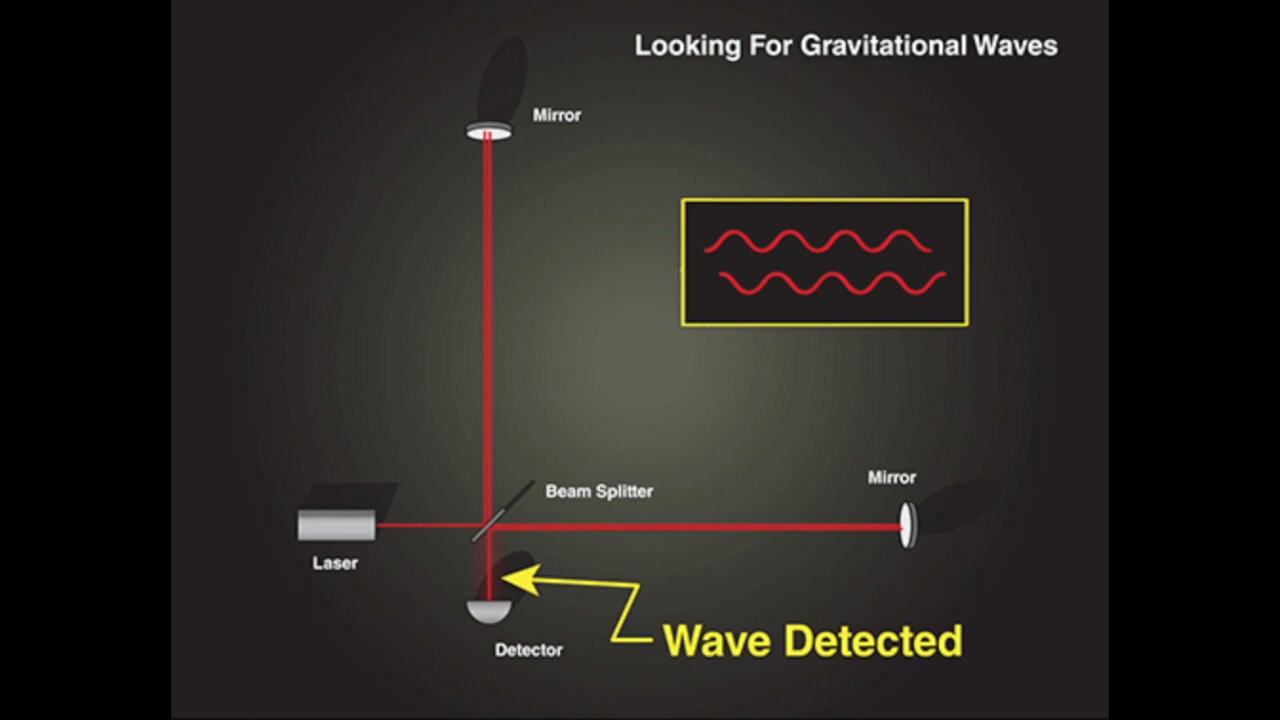 Looking For Gravitational Waves
Mirror
Mirror
Beam Splitter
Laser
Wave Detected
Detector